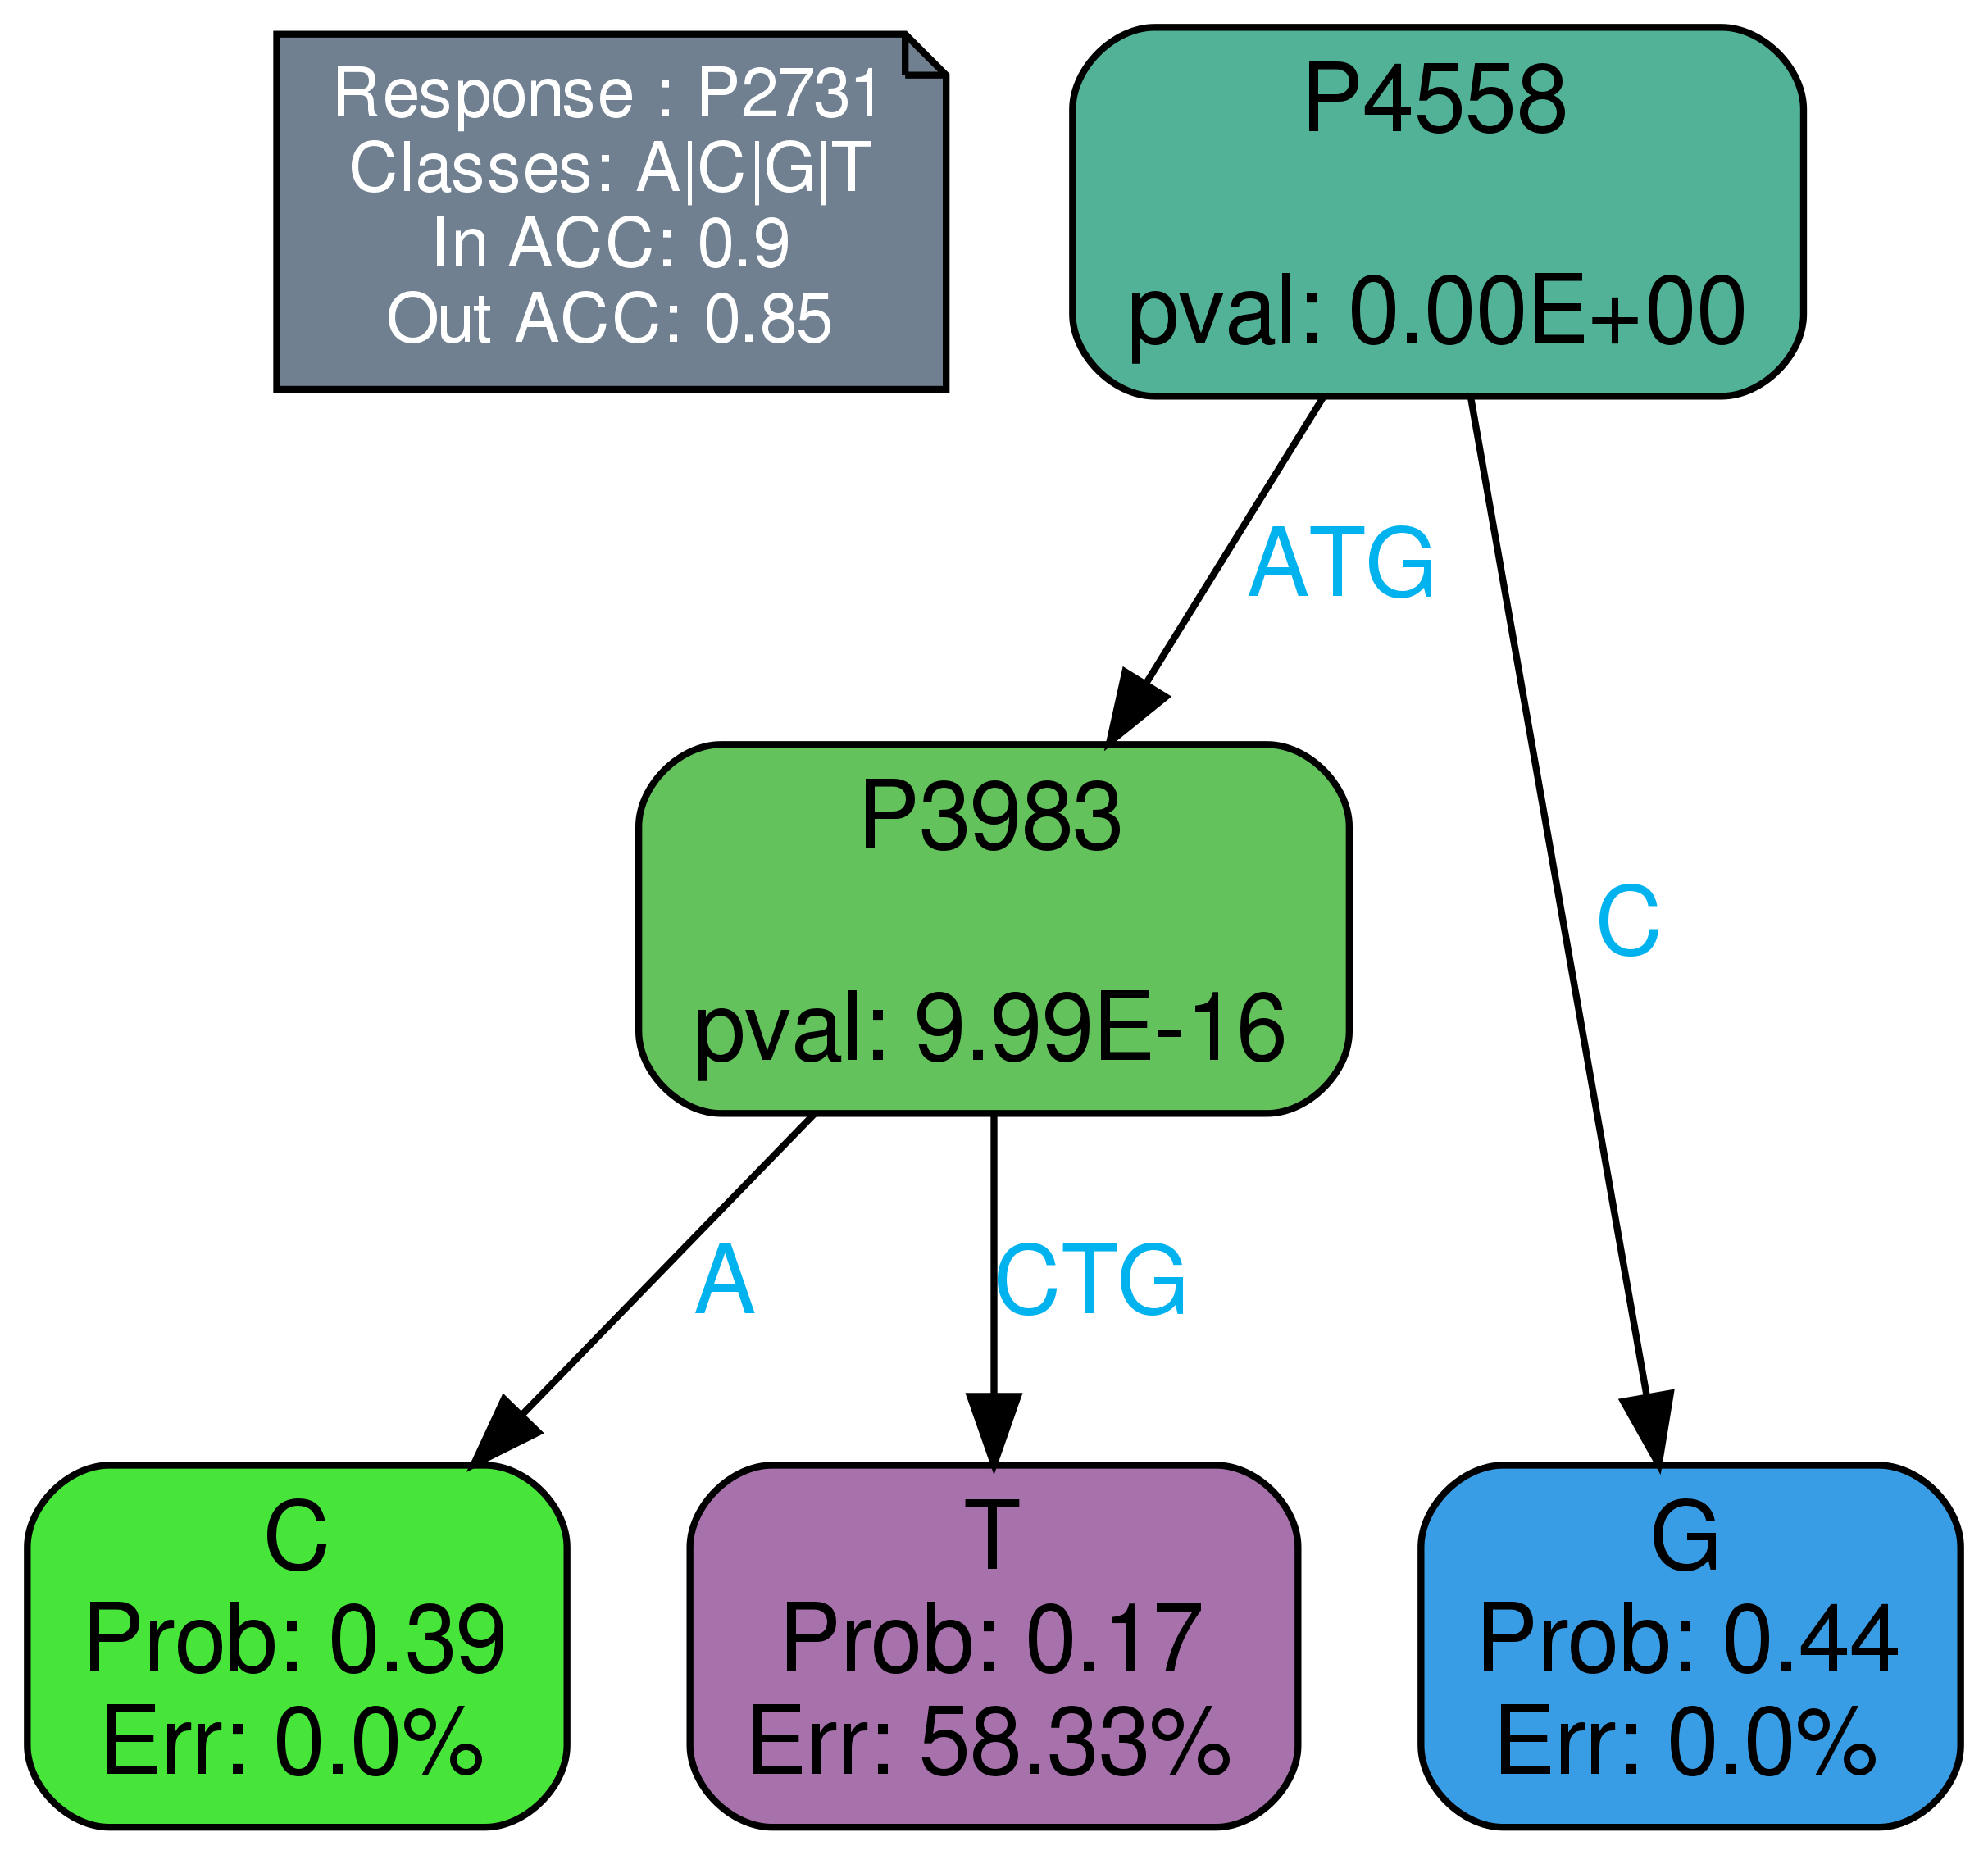 Response : P2731
Classes: A|C|G|T
In ACC: 0.9
Out ACC: 0.85
P4558
pval: 0.00E+00
ATG
C
P3983
pval: 9.99E-16
A
CTG
C
Prob: 0.39
Err: 0.0%
T
Prob: 0.17
Err: 58.33%
G
Prob: 0.44
Err: 0.0%